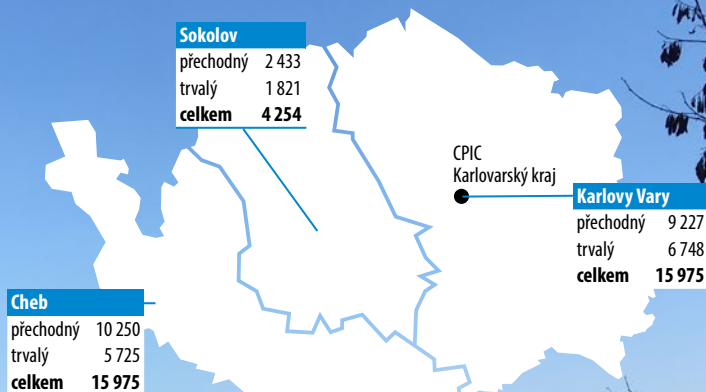 Sokolov
přechodný 2 433
trvalý 1 821
celkem 4 254
CPIC
Karlovarský kraj
Karlovy Vary
přechodný 9 227
trvalý 6 748
celkem 15 975
Cheb
přechodný 10 250
trvalý 5 725
celkem 15 975